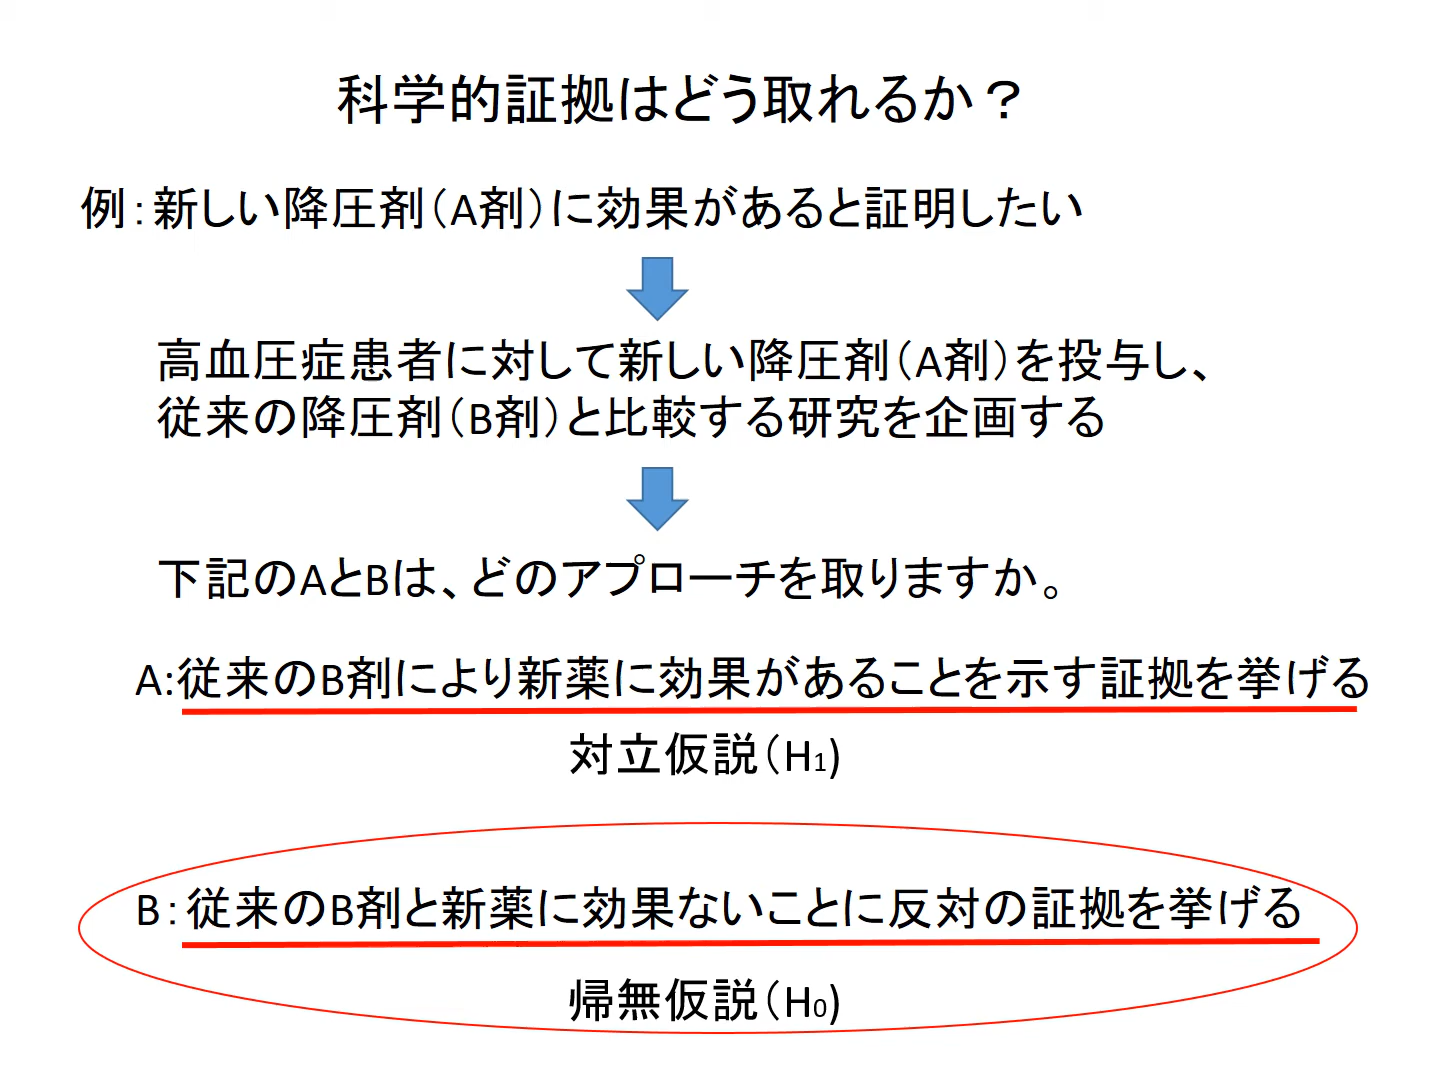 科学的証拠はどう取れるか？
例：新しい降圧剤（A剤）に効果があると証明したい
高血圧症患者に対して新しい降圧剤（A剤）を投与し、
従来の降圧剤（B剤）と比較する研究を企画する
下記のAとBは、どのアプローチを取りますか。
A:従来のB剤により新薬に効果があることを示す証拠を挙げる
対立仮説（H1)
B：従来のB剤と新薬に効果ないことに反対の証拠を挙げる
帰無仮説（H0)